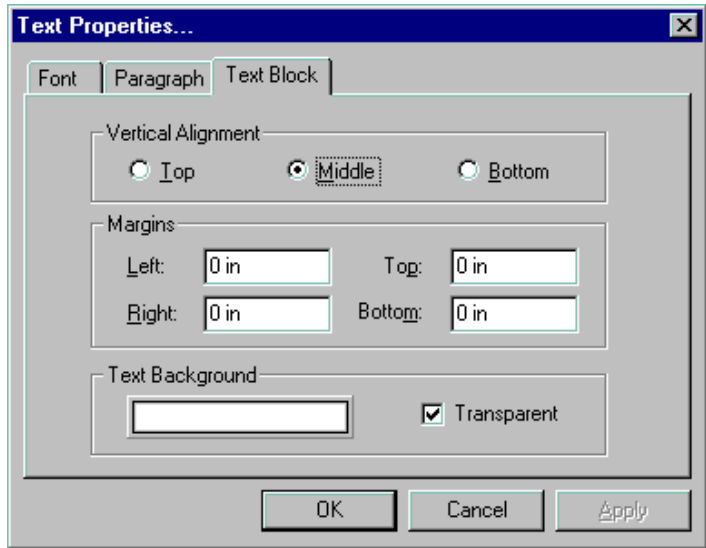 Text Properties...
Font Paragraph Text Block
Vertical Alignment
Top Middle Bottom
Margins
Left: 0 in Top: 0 in
Right: 0 in Bottom: 0 in
Text Background
Transparent
OK Cancel Apply